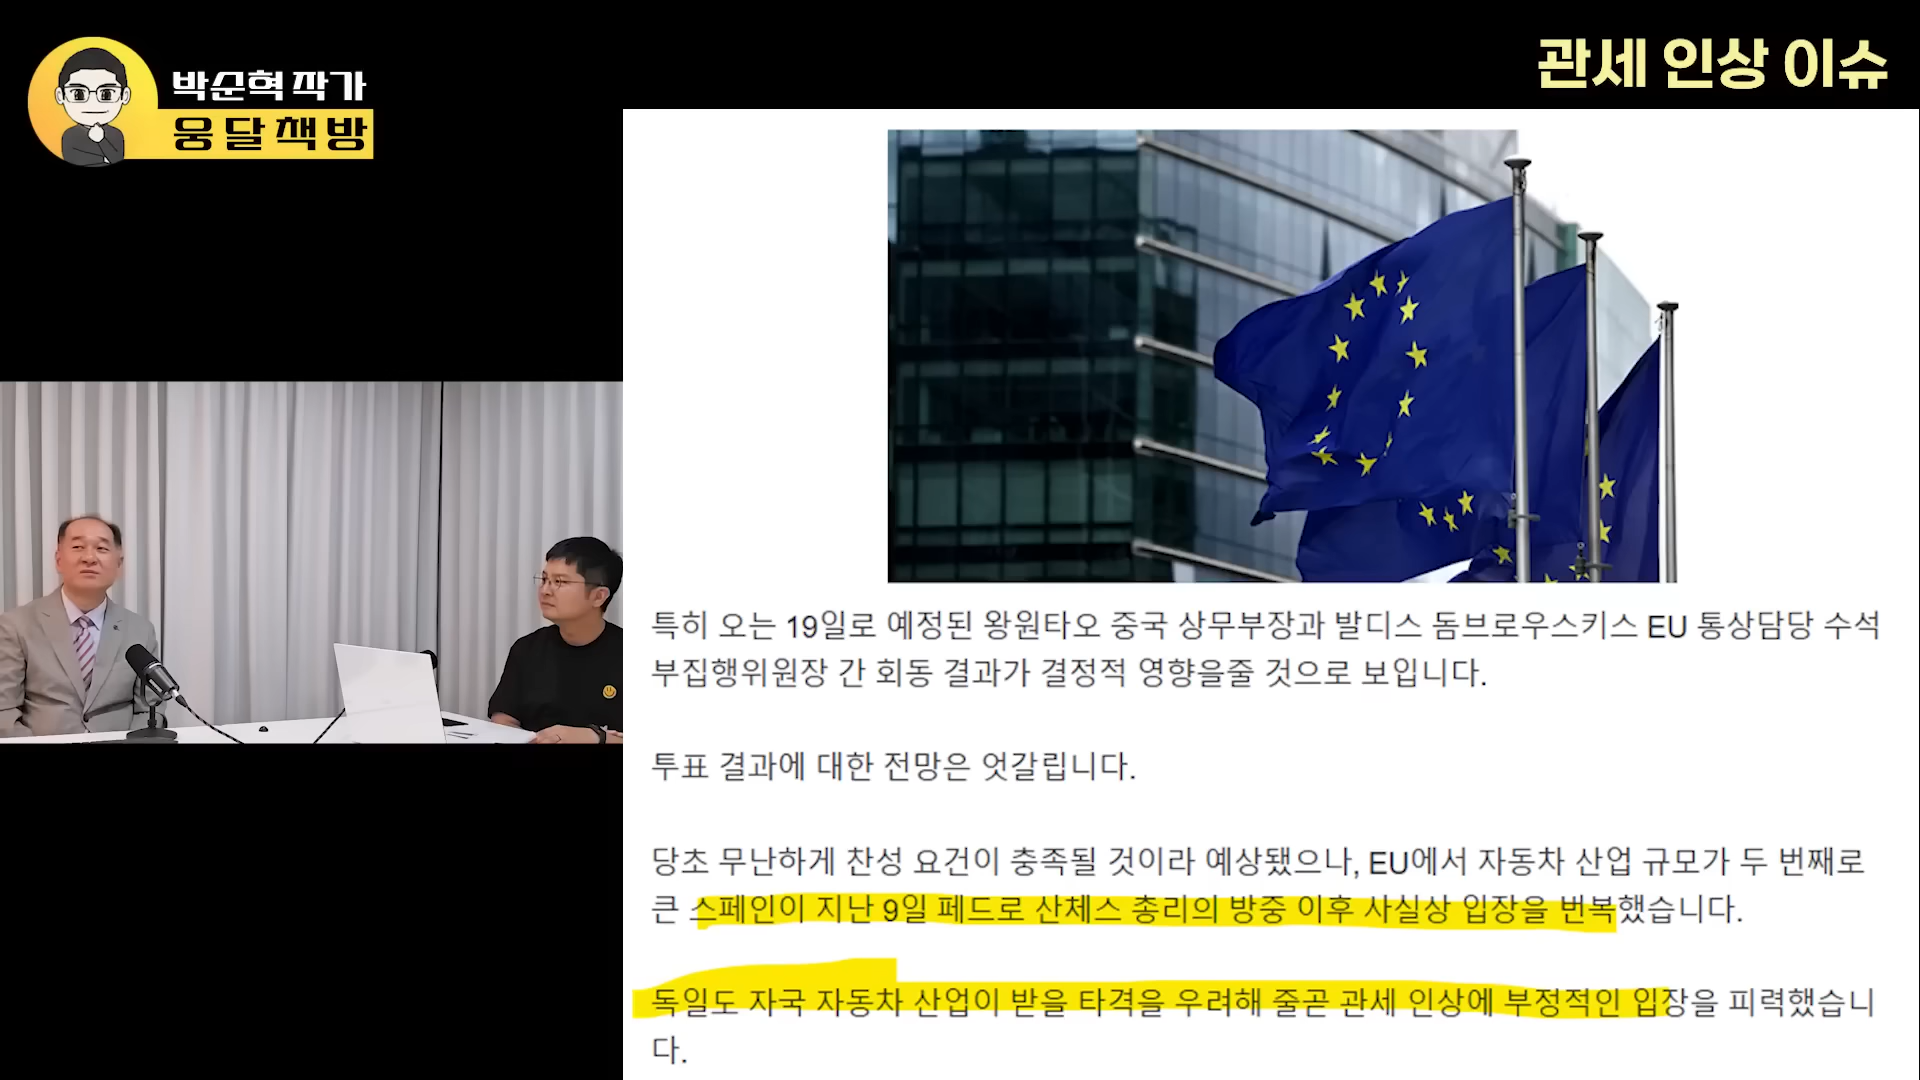 박순혁 작가
웅달책방
관세 인상 이슈
특히 오는 19일로 예정된 왕원타오 중국 상무부장과 발디스 돔브로우스키스 EU 통상담당 수석
부집행위원장 간 회동 결과가 결정적 영향을줄 것으로 보입니다.
투표 결과에 대한 전망은 엇갈립니다.
당초 무난하게 찬성 요건이 충족될 것이라 예상됐으나, EU에서 자동차 산업 규모가 두 번째로
큰 스페인이 지난 9일 페드로 산체스 총리의 방중 이후 사실상 입장을 번복했습니다.
독일도 자국 자동차 산업이 받을 타격을 우려해 줄곧 관세 인상에 부정적인 입장을 피력했습니
다.